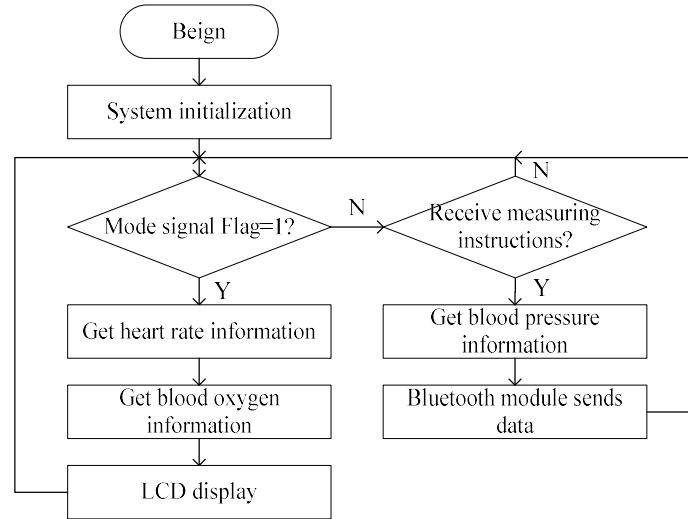 Beign
System initialization
Mode signal Flag=1?
N
Receive measuring
instructions?
N
Y
Get heart rate information
Get blood oxygen
information
LCD display
Y
Get blood pressure
information
Bluetooth module sends
data